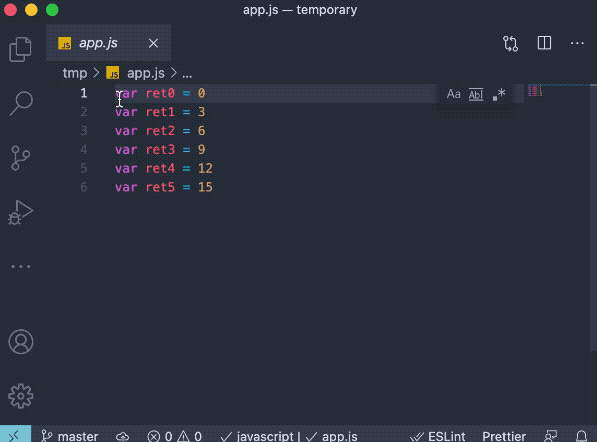 app.js — temporary
JS app.js
tmp > JS app.js > ...
Aa Abl .*
1 var ret0 = 0
2 var ret1 = 3
3 var ret2 = 6
4 var ret3 = 9
5 var ret4 = 12
6 var ret5 = 15
master 0 0 javascript | app.js ESLint Prettier